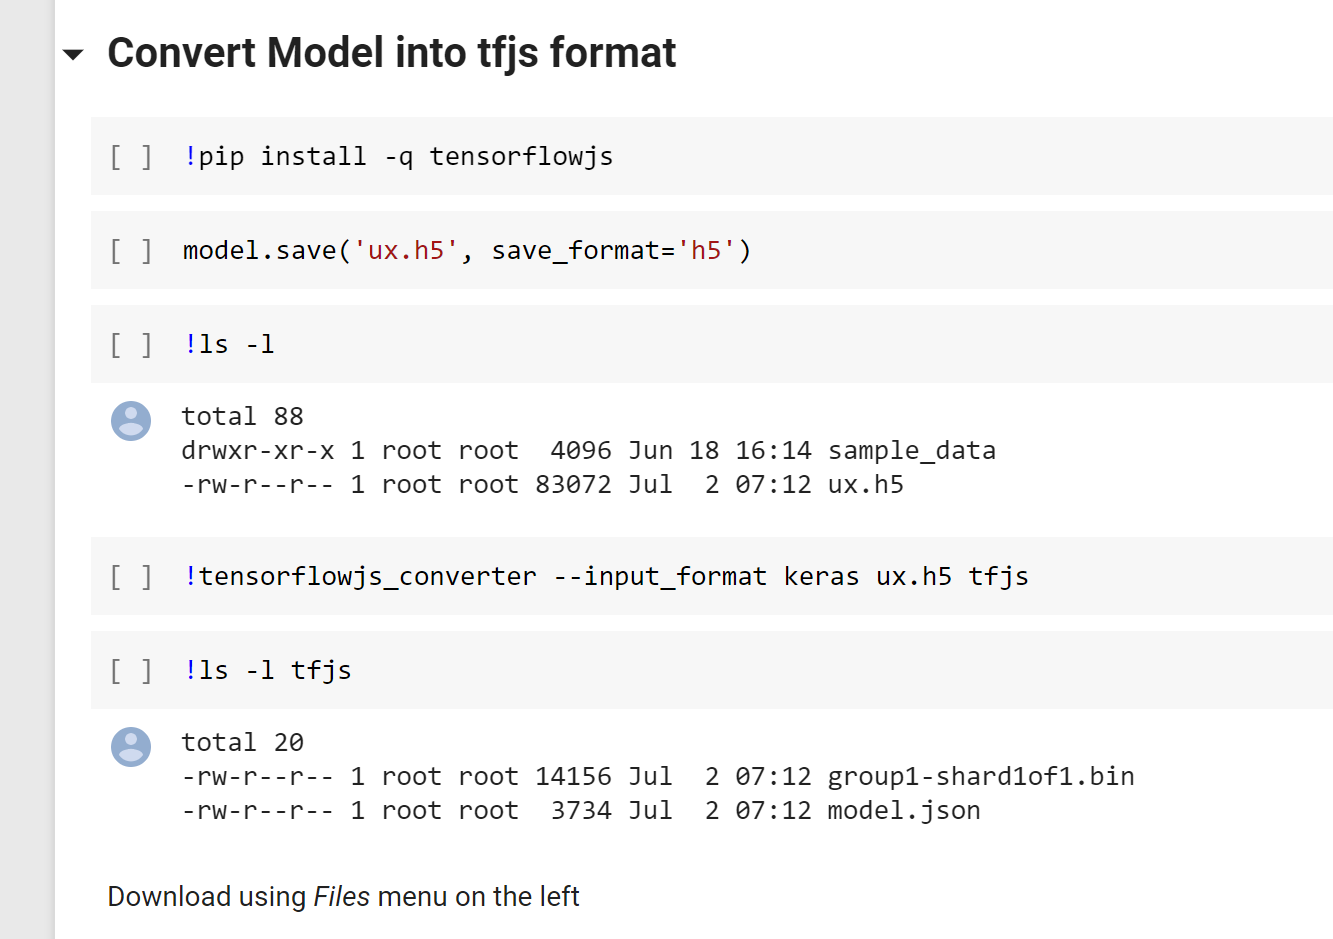 Convert Model into tfjs format
[ ] !pip install -q tensorflowjs
[ ] model.save('ux.h5', save_format='h5')
[ ] !ls -l
total 88
drwxr-xr-x 1 root root  4096 Jun 18 16:14 sample_data
-rw-r--r-- 1 root root 83072 Jul  2 07:12 ux.h5
[ ] !tensorflowjs_converter --input_format keras ux.h5 tfjs
[ ] !ls -l tfjs
total 20
-rw-r--r-- 1 root root 14156 Jul  2 07:12 group1-shard1of1.bin
-rw-r--r-- 1 root root  3734 Jul  2 07:12 model.json
Download using Files menu on the left